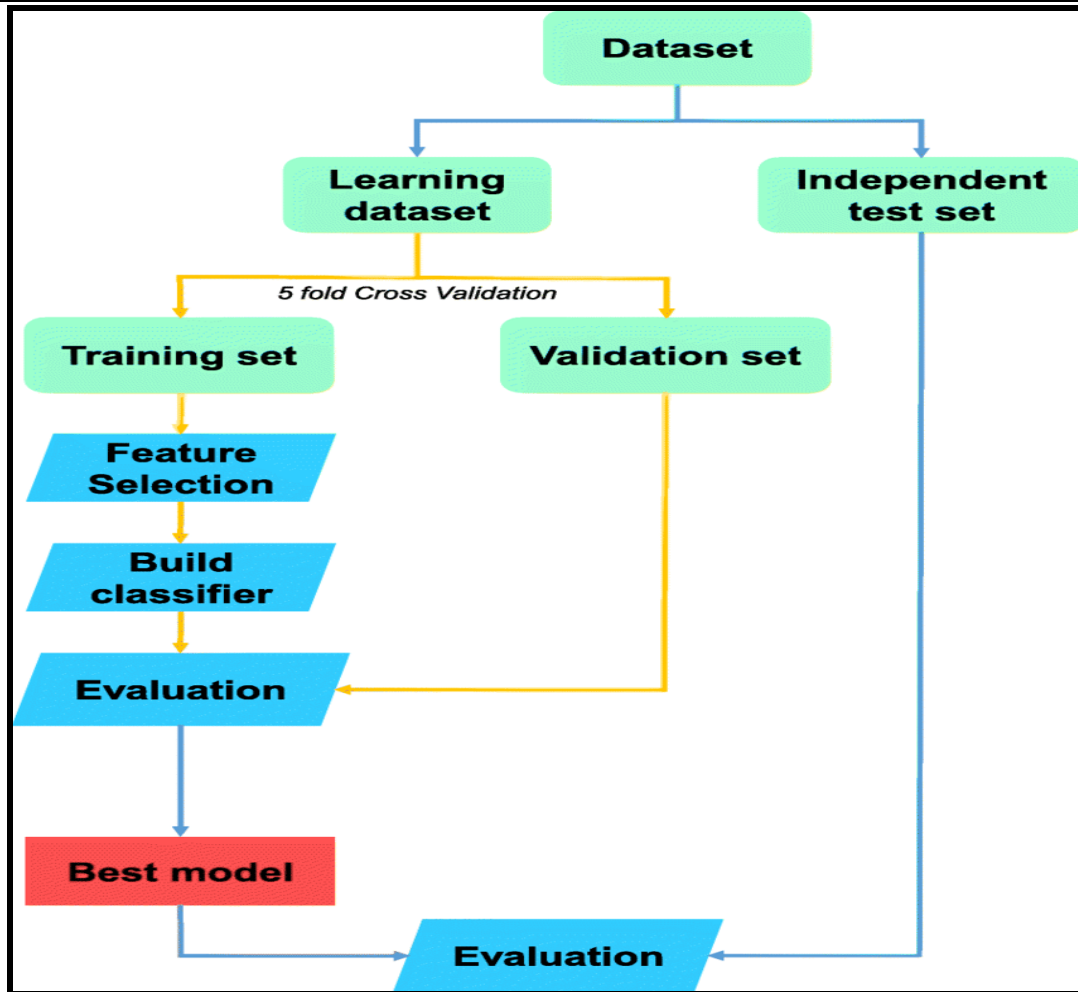 Dataset
Learning
dataset
Independent
test set
5 fold Cross Validation
Training set
Validation set
Feature
Selection
Build
classifier
Evaluation
Best model
Evaluation